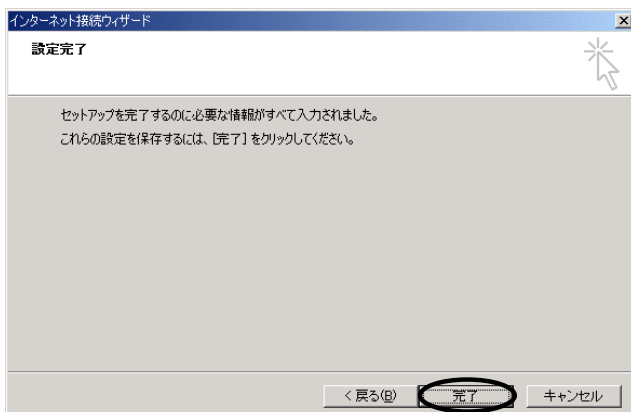 インターネット接続ウィザード
設定完了
セットアップを完了するのに必要な情報がすべて入力されました。
これらの設定を保存するには、[完了] をクリックしてください。
< 戻る(B) 完了 キャンセル